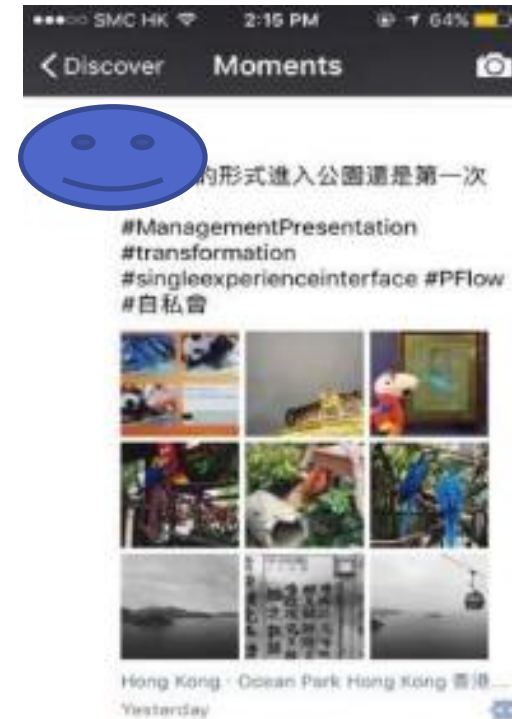 SMC HK 2:15 PM 64%
Discover Moments
的形式進入公園還是第一次
#ManagementPresentation
#transformation
#singleexperienceinterface #PFlow
#自私會
Hong Kong · Ocean Park Hong Kong 香港...
Yesterday